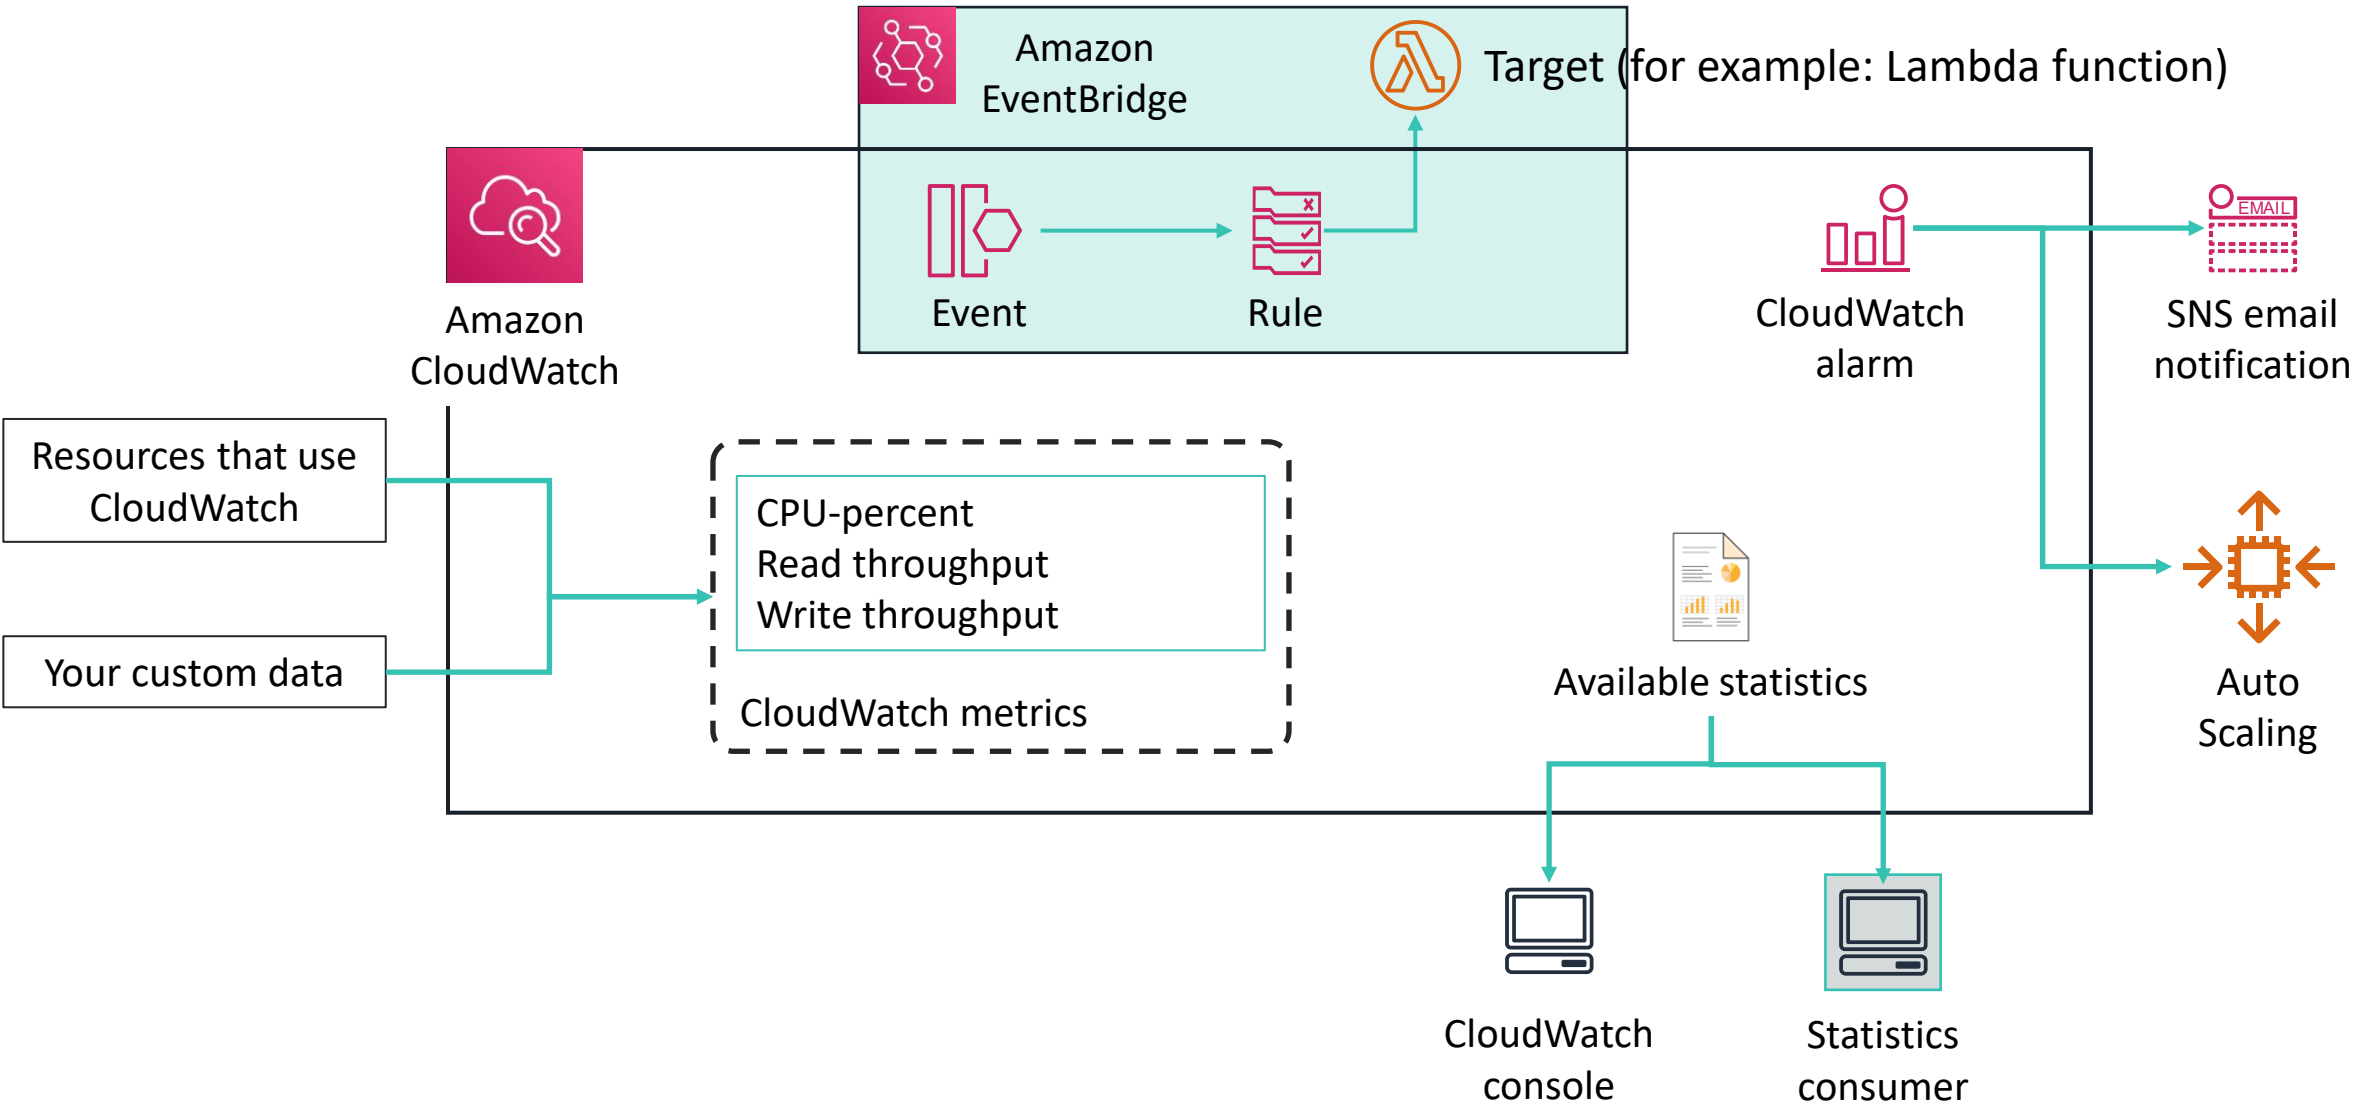 Amazon
EventBridge
Target (for example: Lambda function)
Amazon
CloudWatch
Event
Rule
CloudWatch
alarm
EMAIL
SNS email
notification
Resources that use
CloudWatch
Your custom data
CPU-percent
Read throughput
Write throughput
CloudWatch metrics
Available statistics
Auto
Scaling
CloudWatch
console
Statistics
consumer